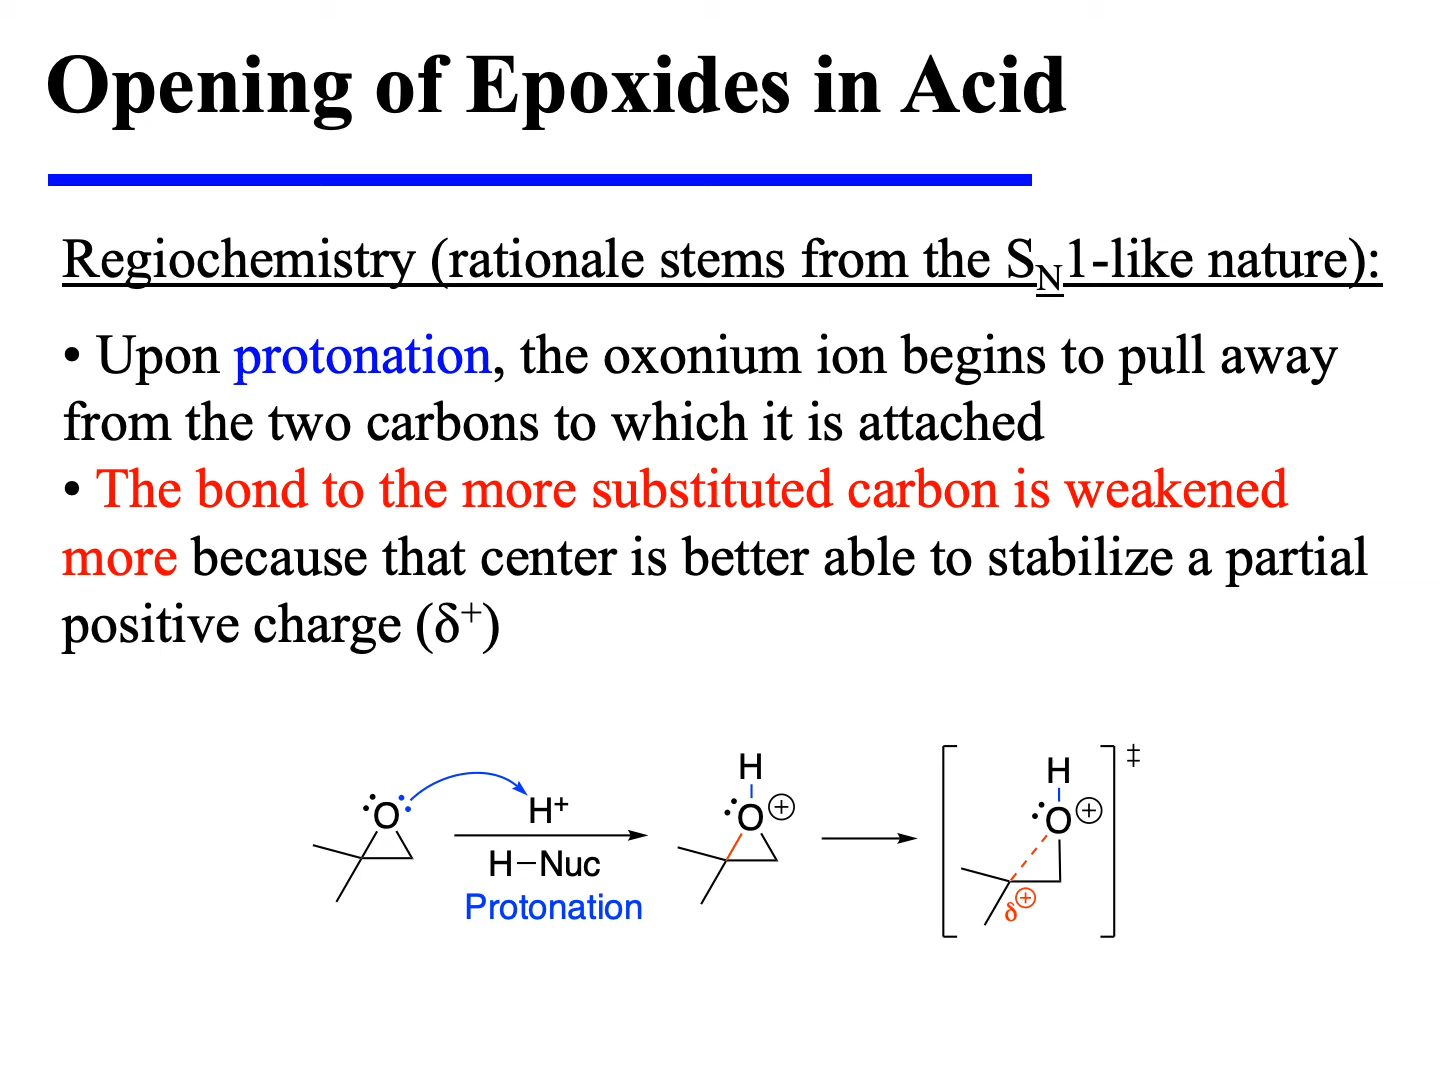 Opening of Epoxides in Acid
Regiochemistry (rationale stems from the S_N1-like nature):
• Upon protonation, the oxonium ion begins to pull away
from the two carbons to which it is attached
• The bond to the more substituted carbon is weakened
more because that center is better able to stabilize a partial
positive charge (δ⁺)
O
H⁺
H–Nuc
Protonation
H
O ⊕
H
O ⊕
δ⊕
‡